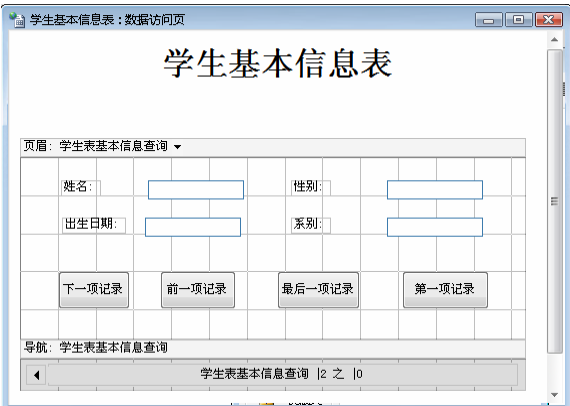 学生基本信息表 : 数据访问页
学生基本信息表
页眉: 学生表基本信息查询
姓名: 性别:
出生日期: 系别:
下一项记录 前一项记录 最后一项记录 第一项记录
导航: 学生表基本信息查询
学生表基本信息查询 |2 之 |0